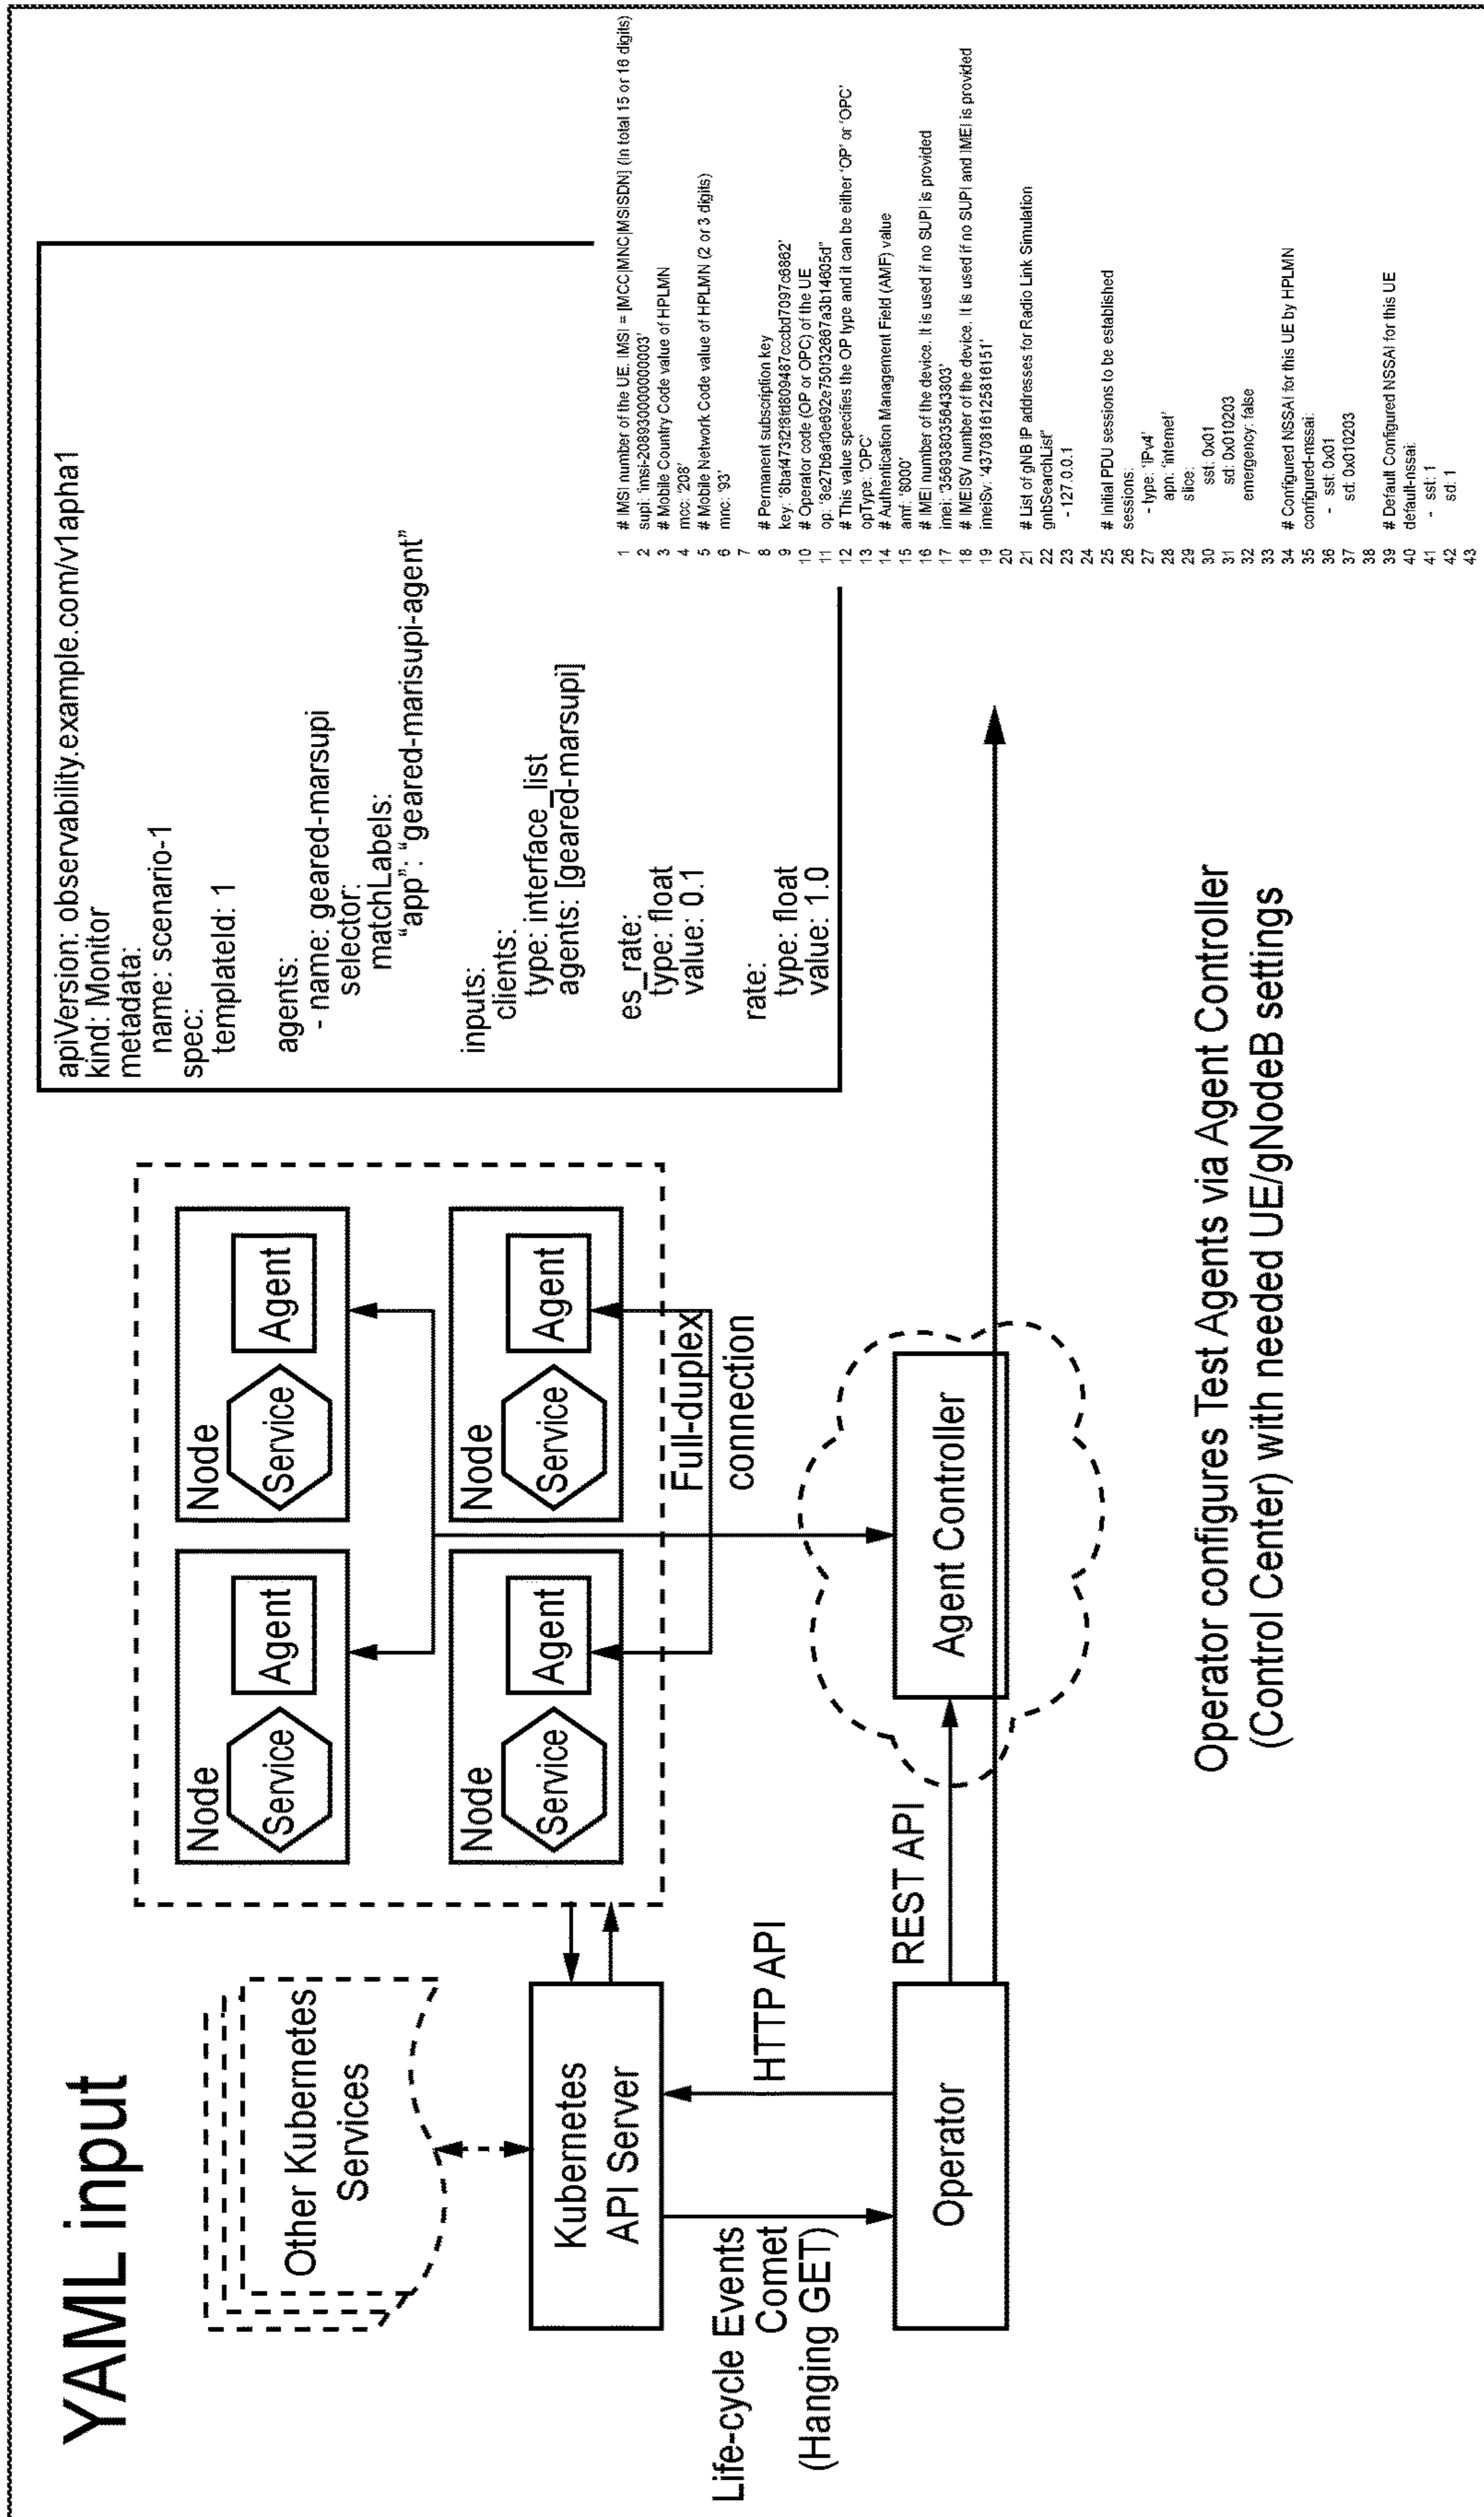 YAML input
Other Kubernetes
Services
Kubernetes
API Server
Life-cycle Events
Comet
(Hanging GET)
HTTP API
Operator
REST API
Node
Service
Agent
Node
Service
Agent
Node
Service
Agent
Node
Service
Agent
Full-duplex
connection
Agent Controller
Operator configures Test Agents via Agent Controller
(Control Center) with needed UE/gNodeB settings
apiVersion: observability.example.com/v1apha1
kind: Monitor
metadata:
name: scenario-1
spec:
templateId: 1
agents:
- name: geared-marsupi
selector:
matchLabels:
"app": "geared-marisupi-agent"
inputs:
clients:
type: interface_list
agents: [geared-marsupi]
es_rate:
type: float
value: 0.1
rate:
type: float
value: 1.0
1 # IMSI number of the UE. IMSI = [MCC|MNC|MSISDN] (In total 15 or 16 digits)
2 supi: 'imsi-208930000000003'
3 # Mobile Country Code value of HPLMN
4 mcc: '208'
5 # Mobile Network Code value of HPLMN (2 or 3 digits)
6 mnc: '93'
7
8 # Permanent subscription key
9 key: '8baf473f2f8fd809487cccbd7097c6862'
10 # Operator code (OP or OPC) of the UE
11 op: '8e27b6af0e692e750f32667a3b14605d"
12 # This value specifies the OP type and it can be either 'OP' or 'OPC'
13 opType: 'OPC'
14 # Authentication Management Field (AMF) value
15 amf: '8000'
16 # IMEI number of the device. It is used if no SUPI is provided
17 imei: '356938035643803'
18 # IMEISV number of the device. It is used if no SUPI and IMEI is provided
19 imeiSv: '4370816125816151'
20
21 # List of gNB IP addresses for Radio Link Simulation
22 gnbSearchList"
23 - 127.0.0.1
24
25 # Initial PDU sessions to be established
26 sessions:
27 - type: 'IPv4'
28 apn: 'internet'
29 slice:
30 sst: 0x01
31 sd: 0x010203
32 emergency: false
33
34 # Configured NSSAI for this UE by HPLMN
35 configured-mssai:
36 - sst: 0x01
37 sd: 0x010203
38
39 # Default Configured NSSAI for this UE
40 default-nssai:
41 - sst: 1
42 sd: 1
43